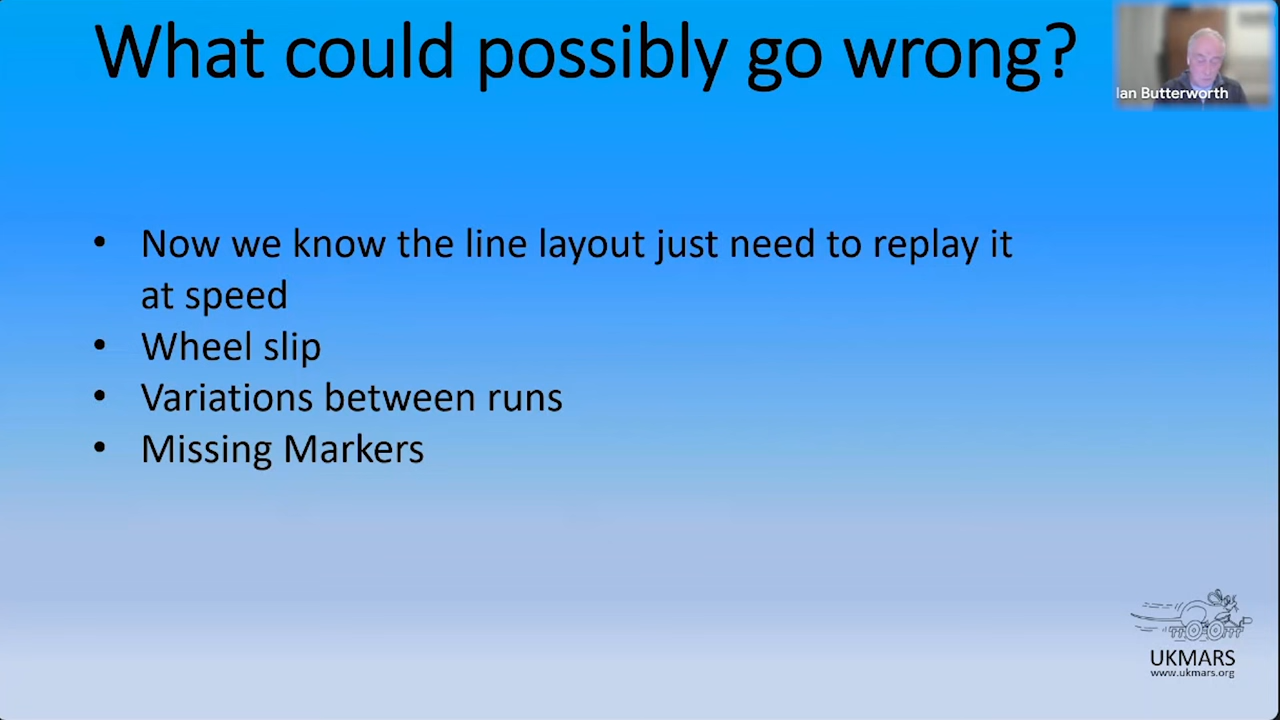 What could possibly go wrong?
Ian Butterworth
• Now we know the line layout just need to replay it
at speed
• Wheel slip
• Variations between runs
• Missing Markers
UKMARS
www.ukmars.org